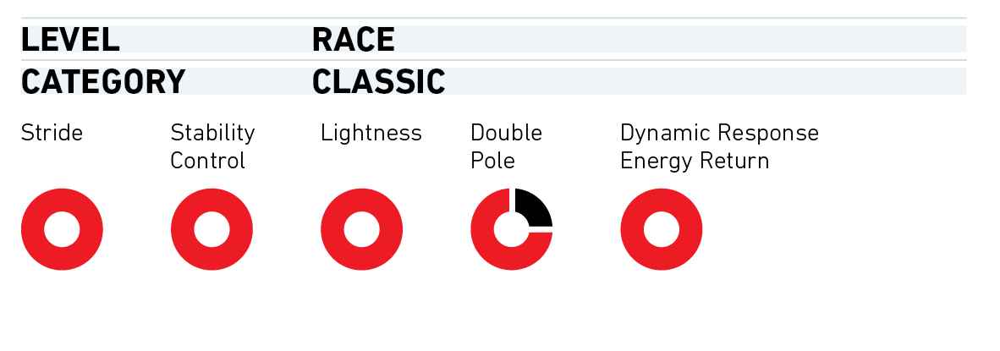 LEVEL RACE
CATEGORY CLASSIC
Stride
Stability
Control
Lightness
Double
Pole
Dynamic Response
Energy Return